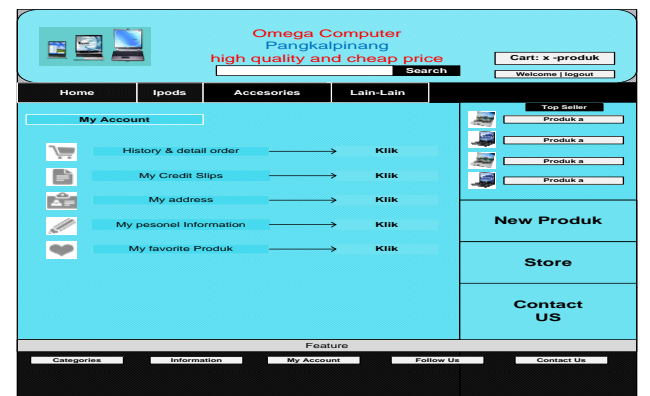 Omega Computer
Pangkalpinang
high quality and cheap price
Search
Cart: x -produk
Welcome | logout
Home Ipods Accesories Lain-Lain
My Account
History & detail order Klik
My Credit Slips Klik
My address Klik
My pesonel Information Klik
My favorite Produk Klik
Top Seller
Produk a
Produk a
Produk a
Produk a
New Produk
Store
Contact
US
Feature
Categories Information My Account Follow Us Contact Us